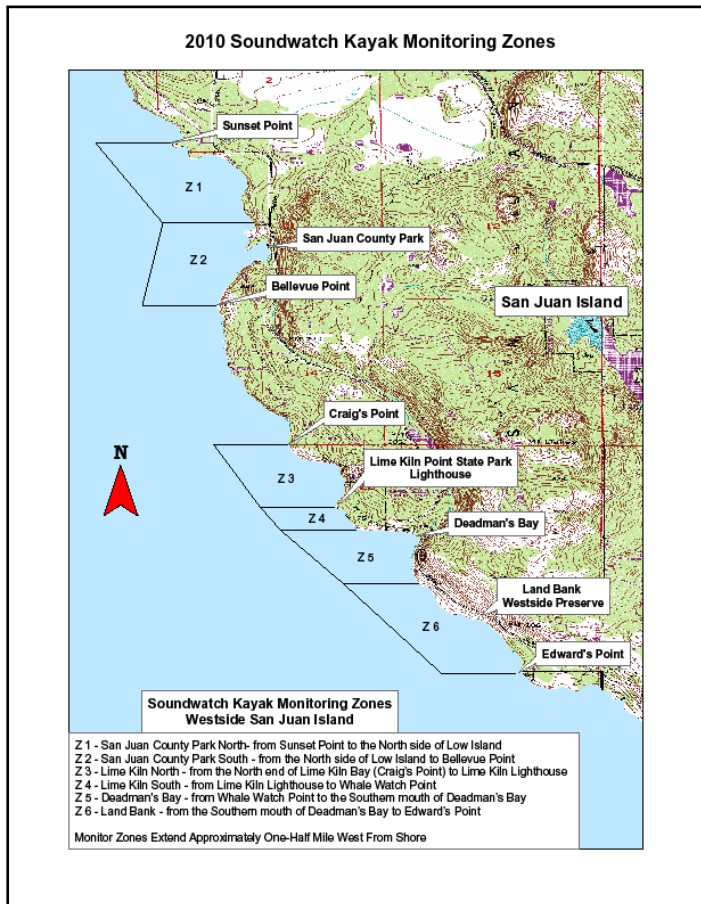 2010 Soundwatch Kayak Monitoring Zones
2
1
Sunset Point
Z 1
12
San Juan County Park
Z 2
Bellevue Point
San Juan Island
14
15
Craig's Point
N
Z 3
Lime Kiln Point State Park
Lighthouse
Z 4
Deadman's Bay
Z 5
Land Bank
Westside Preserve
Z 6
Edward's Point
Soundwatch Kayak Monitoring Zones
Westside San Juan Island
Z 1 - San Juan County Park North- from Sunset Point to the North side of Low Island
Z 2 - San Juan County Park South - from the North side of Low Island to Bellevue Point
Z 3 - Lime Kiln North - from the North end of Lime Kiln Bay (Craig's Point) to Lime Kiln Lighthouse
Z 4 - Lime Kiln South - from Lime Kiln Lighthouse to Whale Watch Point
Z 5 - Deadman's Bay - from Whale Watch Point to the Southern mouth of Deadman's Bay
Z 6 - Land Bank - from the Southern mouth of Deadman's Bay to Edward's Point
Monitor Zones Extend Approximately One-Half Mile West From Shore